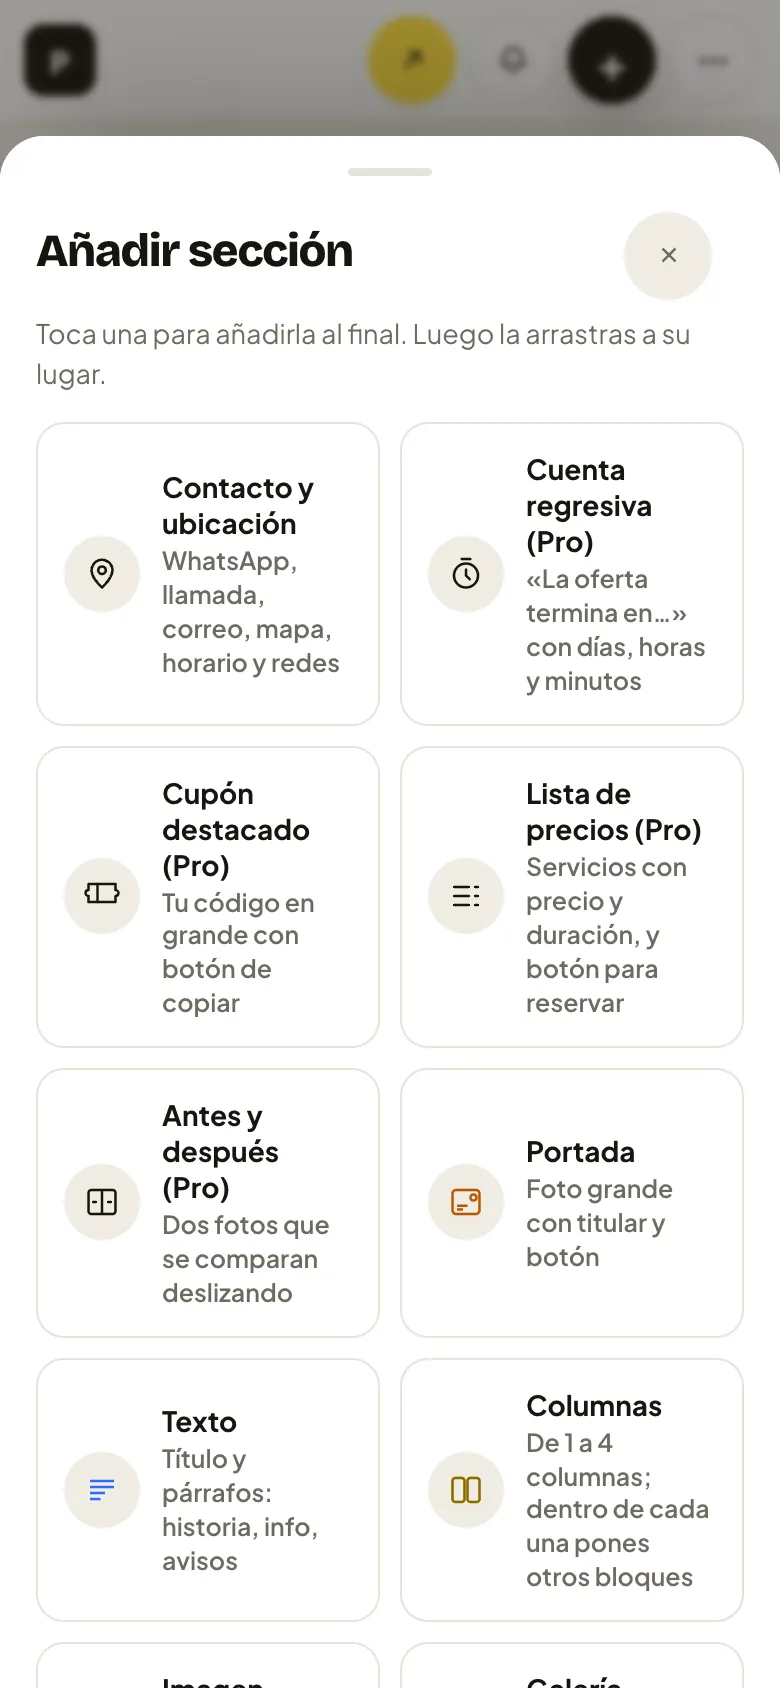 P
Añadir sección
Toca una para añadirla al final. Luego la arrastras a su
lugar.
Contacto y
ubicación
WhatsApp,
llamada,
correo, mapa,
horario y redes
Cuenta
regresiva
(Pro)
«La oferta
termina en...»
con días, horas
y minutos
Cupón
destacado
(Pro)
Tu código en
grande con
botón de
copiar
Lista de
precios (Pro)
Servicios con
precio y
duración, y
botón para
reservar
Antes y
después
(Pro)
Dos fotos que
se comparan
deslizando
Portada
Foto grande
con titular y
botón
Texto
Título y
párrafos:
historia, info,
avisos
Columnas
De 1 a 4
columnas;
dentro de cada
una pones
otros bloques
Imagen
Galería